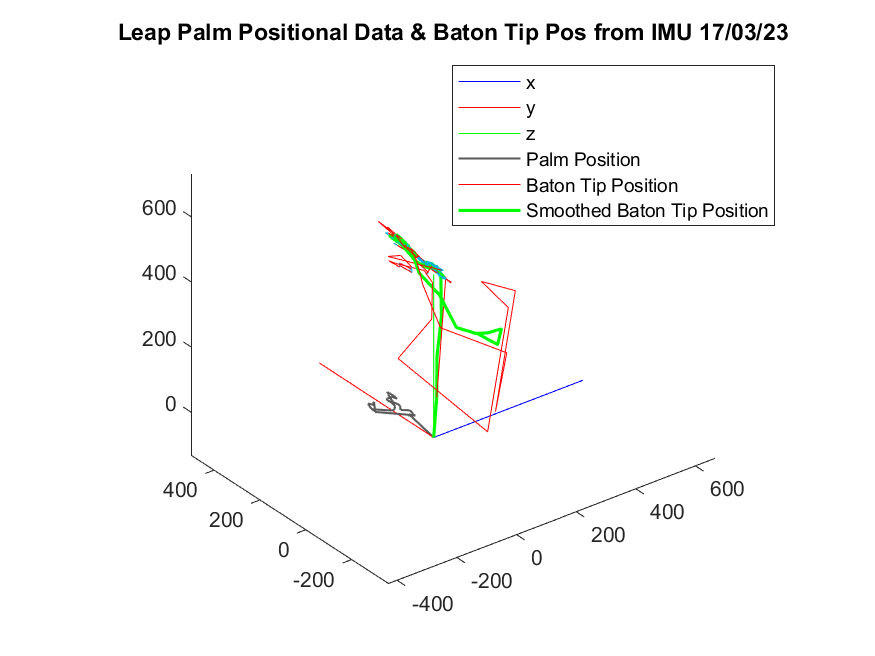 Leap Palm Positional Data & Baton Tip Pos from IMU 17/03/23
x
y
z
Palm Position
Baton Tip Position
Smoothed Baton Tip Position
600
400
200
0
400
200
0
-200
-400
-200
0
200
400
600